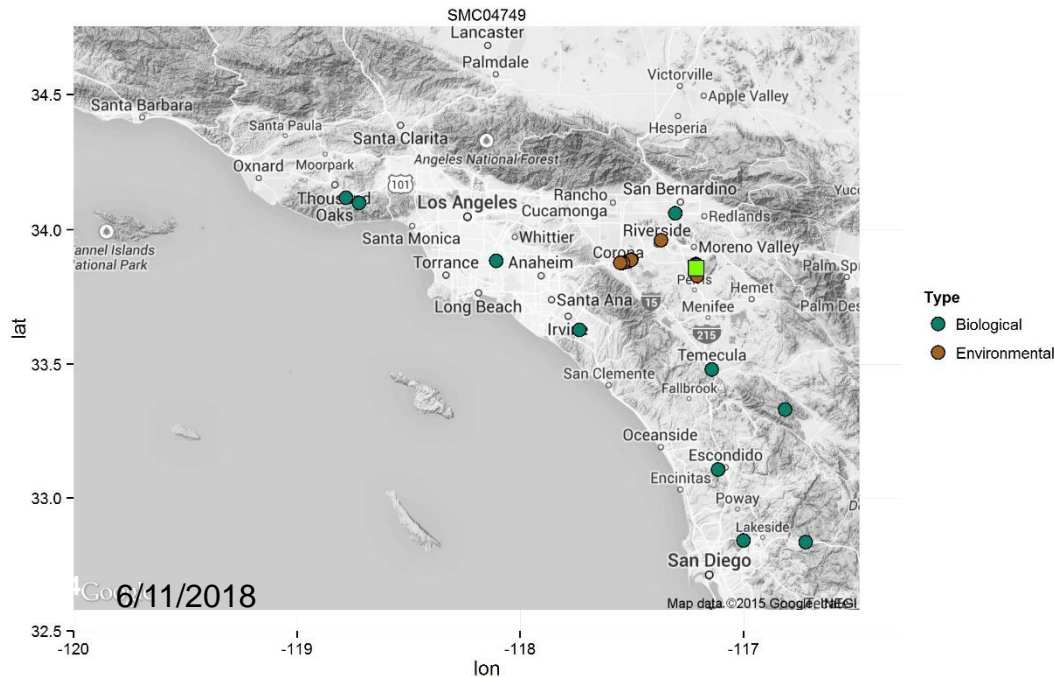 SMC04749
Lancaster
Palmdale
Victorville
Apple Valley
Hesperia
Santa Barbara
Santa Paula
Santa Clarita
Angeles National Forest
Oxnard
Moorpark
101
Thousand
Oaks
Los Angeles
Rancho
Cucamonga
San Bernardino
Redlands
Riverside
Santa Monica
Whittier
Corona
Moreno Valley
National Park
Torrance
Anaheim
Perris
Hemet
Long Beach
Santa Ana
15
Menifee
Irvine
215
Temecula
San Clemente
Fallbrook
Oceanside
Escondido
Encinitas
Poway
Lakeside
San Diego
Google
6/11/2018
Map data ©2015 Google, INEGI
34.5
34.0
33.5
33.0
32.5
lat
-120
-119
-118
-117
lon
Type
Biological
Environmental